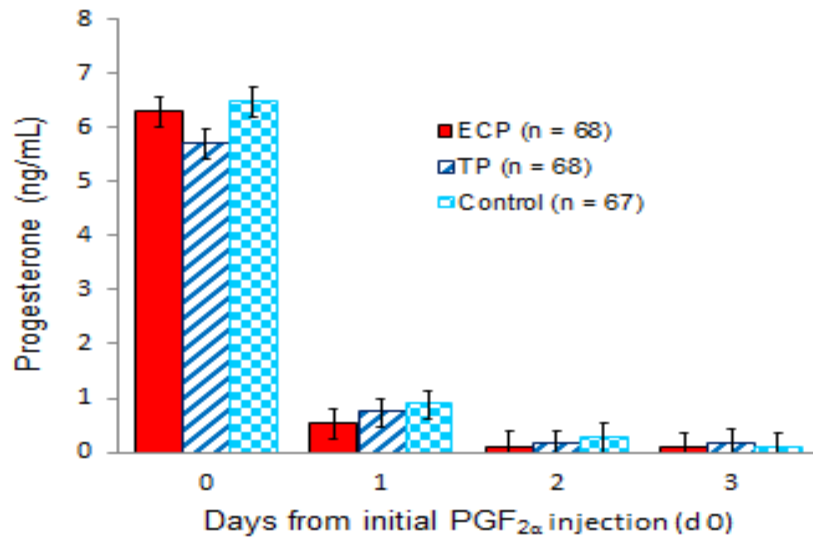 8
7
6
5
4
3
2
1
0
Progesterone (ng/mL)
ECP (n = 68)
TP (n = 68)
Control (n = 67)
0 1 2 3
Days from initial PGF2α injection (d 0)